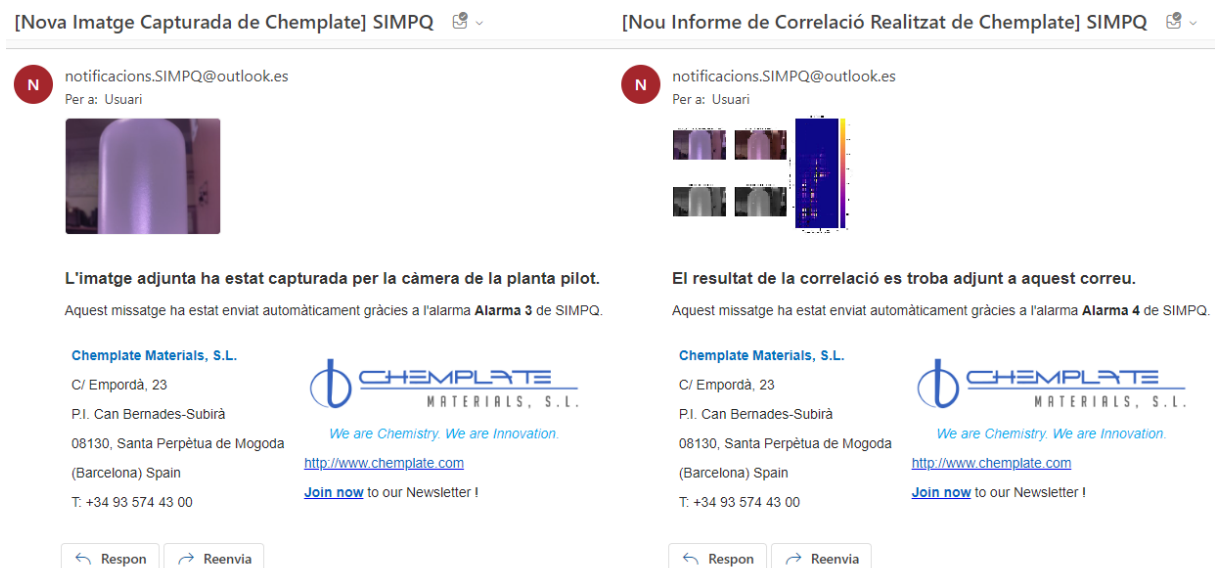 [Nova Imatge Capturada de Chemplate] SIMPQ
N
notificacions.SIMPQ@outlook.es
Per a: Usuari
L'imatge adjunta ha estat capturada per la càmera de la planta pilot.
Aquest missatge ha estat enviat automàticament gràcies a l'alarma Alarma 3 de SIMPQ.
Chemplate Materials, S.L.
C/ Empordà, 23
P.I. Can Bernades-Subirà
08130, Santa Perpètua de Mogoda
(Barcelona) Spain
T: +34 93 574 43 00
CHEMPLATE
MATERIALS, S.L.
We are Chemistry. We are Innovation.
http://www.chemplate.com
Join now to our Newsletter !
Respon
Reenvia
[Nou Informe de Correlació Realitzat de Chemplate] SIMPQ
N
notificacions.SIMPQ@outlook.es
Per a: Usuari
El resultat de la correlació es troba adjunt a aquest correu.
Aquest missatge ha estat enviat automàticament gràcies a l'alarma Alarma 4 de SIMPQ.
Chemplate Materials, S.L.
C/ Empordà, 23
P.I. Can Bernades-Subirà
08130, Santa Perpètua de Mogoda
(Barcelona) Spain
T: +34 93 574 43 00
CHEMPLATE
MATERIALS, S.L.
We are Chemistry. We are Innovation.
http://www.chemplate.com
Join now to our Newsletter !
Respon
Reenvia